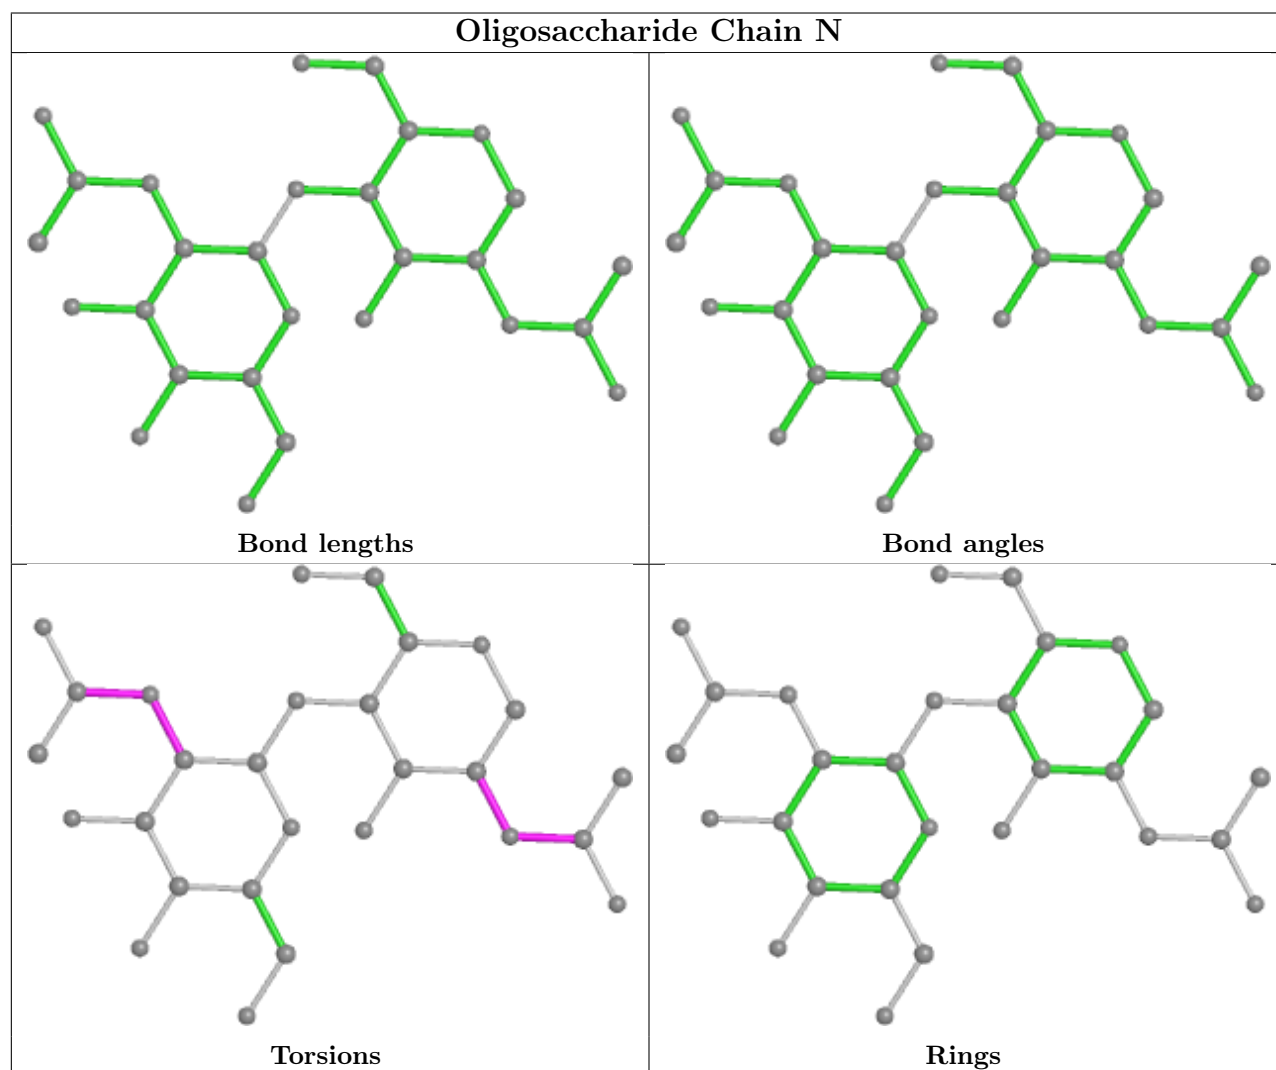 Oligosaccharide Chain N
Bond lengths
Bond angles
Torsions
Rings